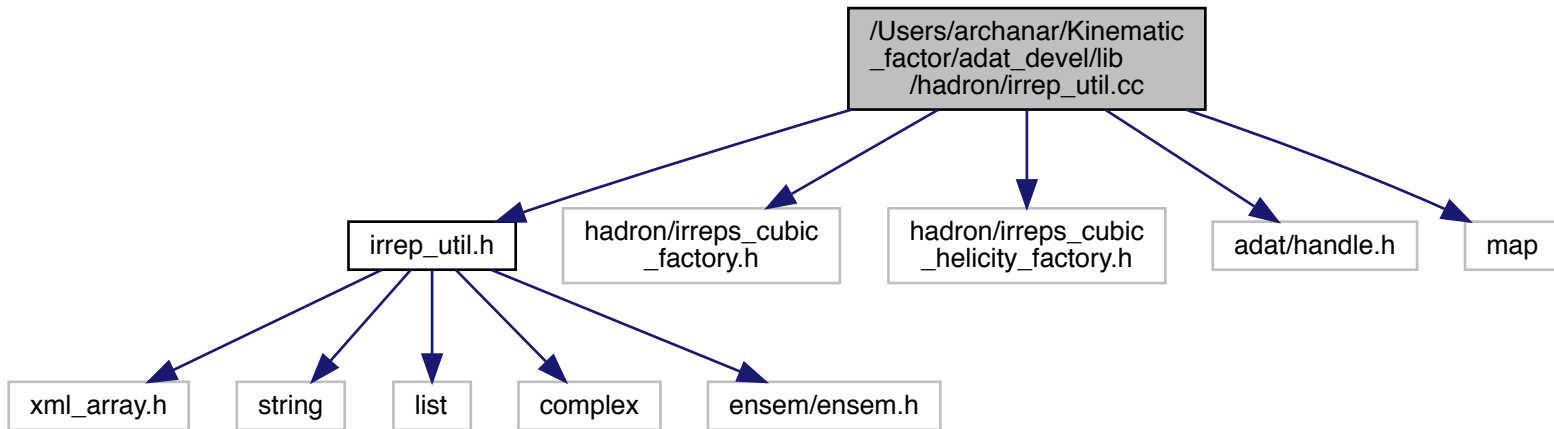 /Users/archanar/Kinematic
_factor/adat_devel/lib
/hadron/irrep_util.cc
irrep_util.h
hadron/irreps_cubic
_factory.h
hadron/irreps_cubic
_helicity_factory.h
adat/handle.h
map
xml_array.h
string
list
complex
ensem/ensem.h